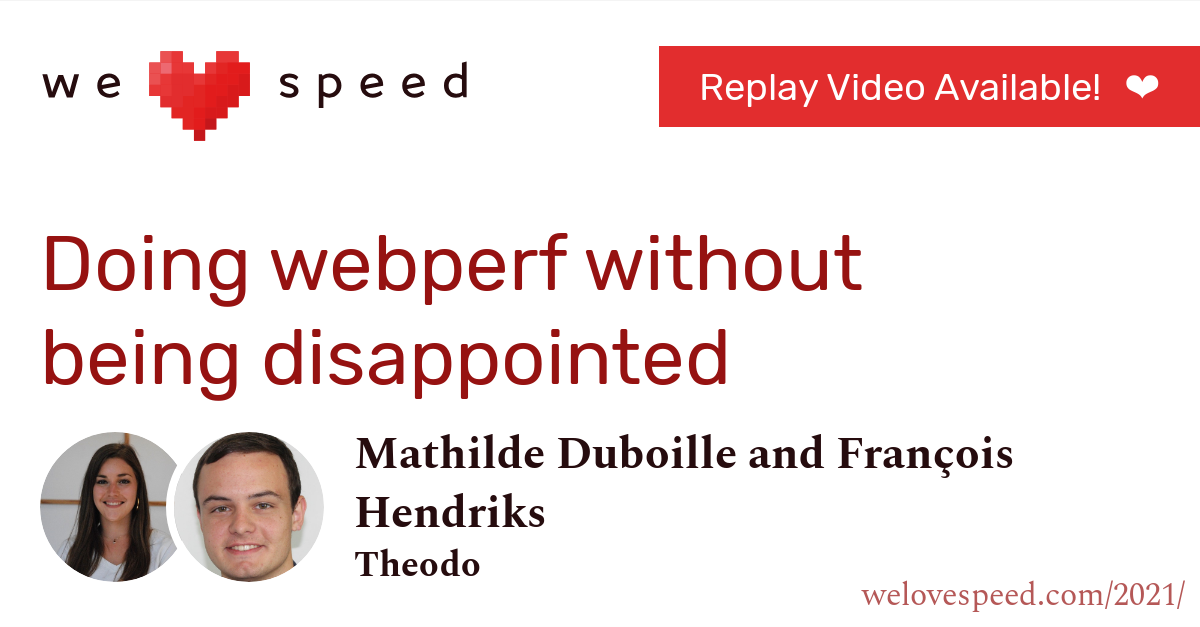 we ❤ speed
Replay Video Available! ❤
Doing webperf without
being disappointed
Mathilde Duboille and François
Hendriks
Theodo
welovespeed.com/2021/